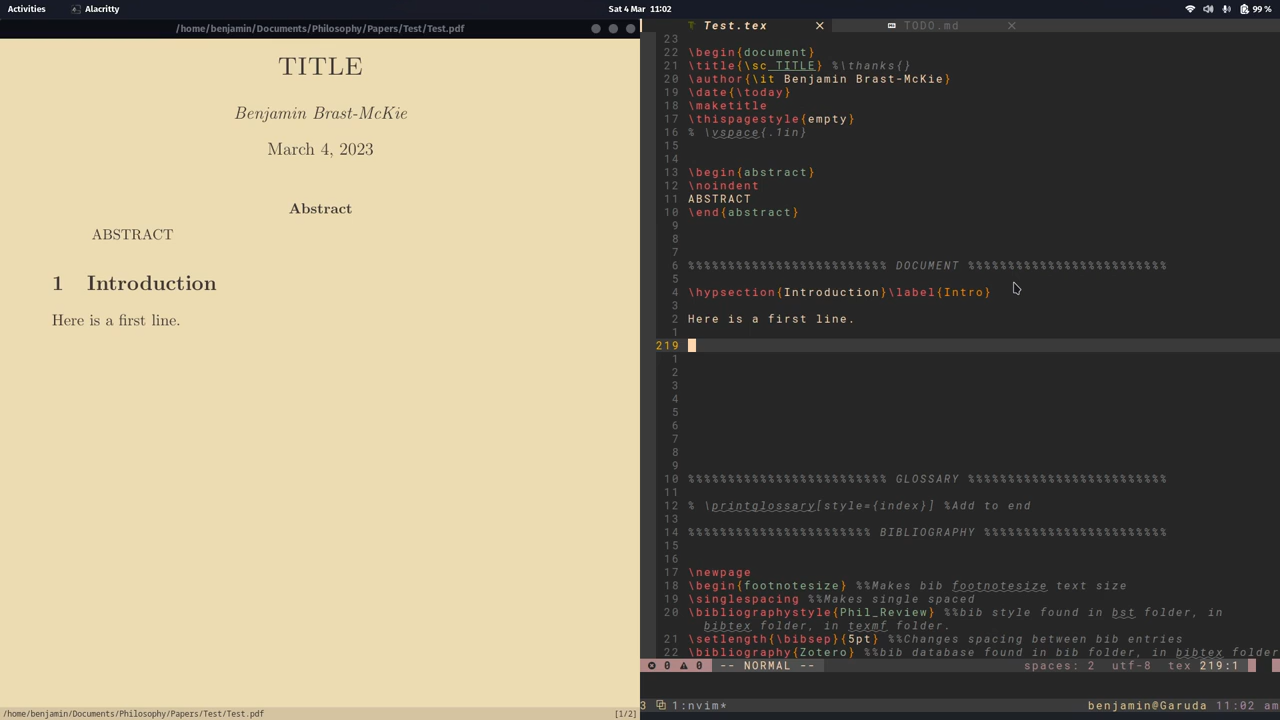 Activities Alacritty Sat 4 Mar 11:02 99 %
/home/benjamin/Documents/Philosophy/Papers/Test/Test.pdf
TITLE
Benjamin Brast-McKie
March 4, 2023
Abstract
ABSTRACT
1 Introduction
Here is a first line.
/home/benjamin/Documents/Philosophy/Papers/Test/Test.pdf [1/2]
Test.tex TODO.md
23
22 \begin{document}
21 \title{\sc TITLE} %\thanks{}
20 \author{\it Benjamin Brast-McKie}
19 \date{\today}
18 \maketitle
17 \thispagestyle{empty}
16 % \vspace{.1in}
15
14
13 \begin{abstract}
12 \noindent
11 ABSTRACT
10 \end{abstract}
9
8
7
6 %%%%%%%%%%%%%%%%%%%%%%%%% DOCUMENT %%%%%%%%%%%%%%%%%%%%%%%%%
5
4 \hypsection{Introduction}\label{Intro}
3
2 Here is a first line.
1
219
1
2
3
4
5
6
7
8
9
10 %%%%%%%%%%%%%%%%%%%%%%%%% GLOSSARY %%%%%%%%%%%%%%%%%%%%%%%%%
11
12 % \printglossary[style={index}] %Add to end
13
14 %%%%%%%%%%%%%%%%%%%%%%% BIBLIOGRAPHY %%%%%%%%%%%%%%%%%%%%%%%
15
16
17 \newpage
18 \begin{footnotesize} %%Makes bib footnotesize text size
19 \singlespacing %%Makes single spaced
20 \bibliographystyle{Phil_Review} %%bib style found in bst folder, in
bibtex folder, in texmf folder.
21 \setlength{\bibsep}{5pt} %%Changes spacing between bib entries
22 \bibliography{Zotero} %%bib database found in bib folder, in bibtex folder
0 0 -- NORMAL -- spaces: 2 utf-8 tex 219:1
3 1:nvim* benjamin@Garuda 11:02 am